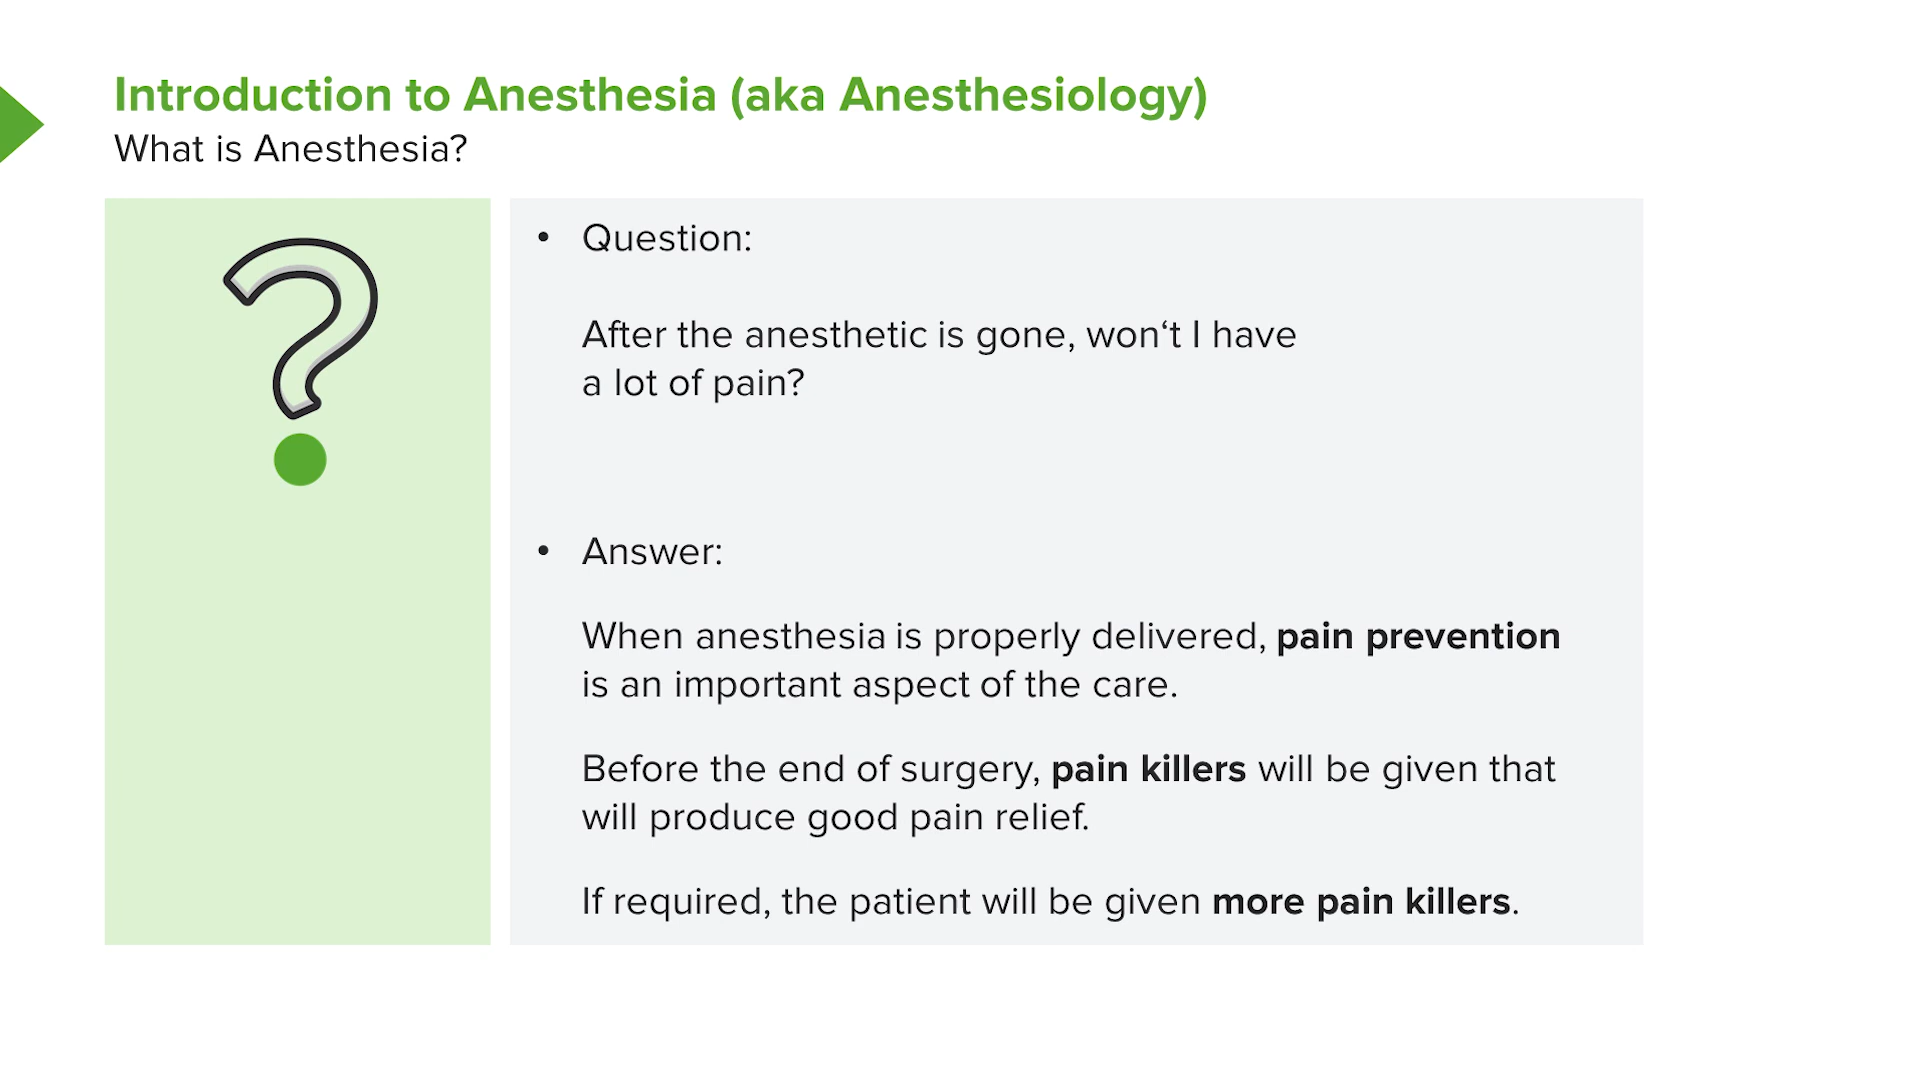 Introduction to Anesthesia (aka Anesthesiology)
What is Anesthesia?
• Question:
After the anesthetic is gone, won‘t I have
a lot of pain?
• Answer:
When anesthesia is properly delivered, pain prevention
is an important aspect of the care.
Before the end of surgery, pain killers will be given that
will produce good pain relief.
If required, the patient will be given more pain killers.